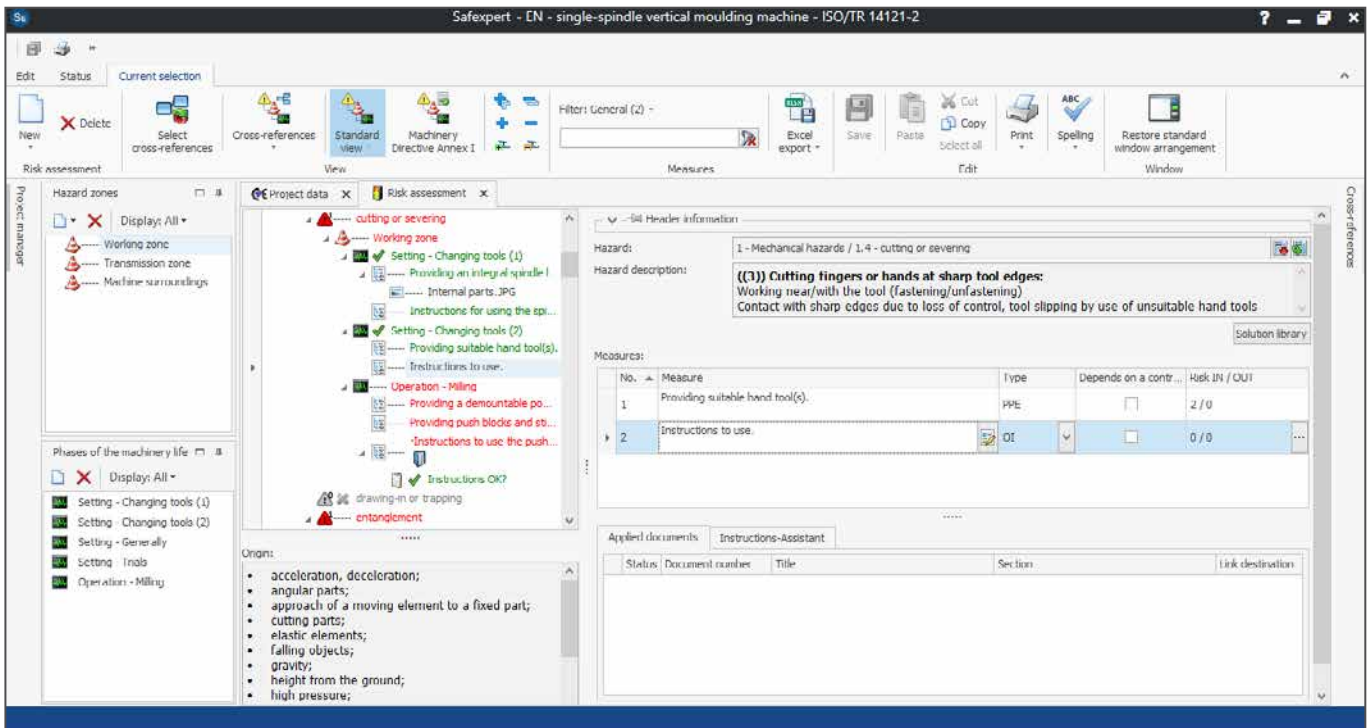 Safexpert - EN - single-spindle vertical moulding machine - ISO/TR 14121-2
Edit Status Current selection
New
Delete
Select cross-references
Cross-references
Standard view
Machinery Directive Annex I
Filter: General (2)
Excel export
Save
Paste
Cut
Copy
Select all
Print
ABC
Spelling
Restore standard window arrangement
Risk assessment View Measures Edit Window
Project manager
Hazard zones
Display: All
Working zone
Transmission zone
Machine surroundings
Phases of the machinery life
Display: All
Setting - Changing tools (1)
Setting - Changing tools (2)
Setting - Generally
Setting - Trials
Operation - Milling
Project data x
Risk assessment x
cutting or severing
Working zone
Setting - Changing tools (1)
Providing an integral spindle l
Internal parts.JPG
Instructions for using the spi...
Setting - Changing tools (2)
Providing suitable hand tool(s).
Instructions to use.
Operation - Milling
Providing a demountable po...
Providing push blocks and sti...
Instructions to use the push...
Instructions OK?
drawing-in or trapping
entanglement
Origin:
• acceleration, deceleration;
• angular parts;
• approach of a moving element to a fixed part;
• cutting parts;
• elastic elements;
• falling objects;
• gravity;
• height from the ground;
• high pressure;
Header information
Hazard: 1 - Mechanical hazards / 1.4 - cutting or severing
Hazard description: ((3)) Cutting fingers or hands at sharp tool edges:
Working near/with the tool (fastening/unfastening)
Contact with sharp edges due to loss of control, tool slipping by use of unsuitable hand tools
Solution library
Measures:
No. Measure Type Depends on a contr... Risk IN / OUT
1 Providing suitable hand tool(s). PPE 2 / 0
2 Instructions to use. OI 0 / 0 ...
Applied documents Instructions-Assistant
Status Document number Title Section Link destination
Cross-references